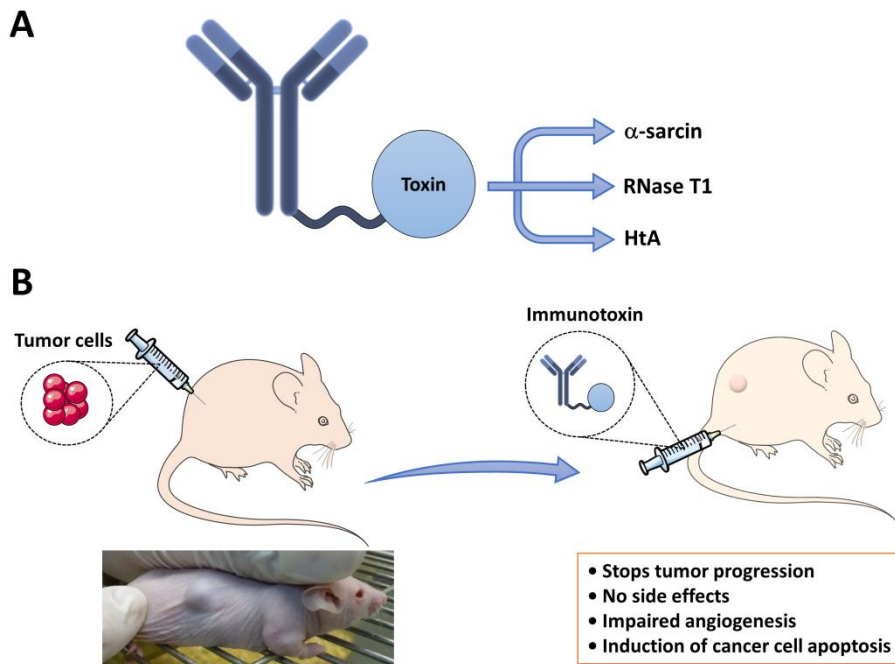 A
Toxin
α-sarcin
RNase T1
HtA
B
Tumor cells
Immunotoxin
• Stops tumor progression
• No side effects
• Impaired angiogenesis
• Induction of cancer cell apoptosis